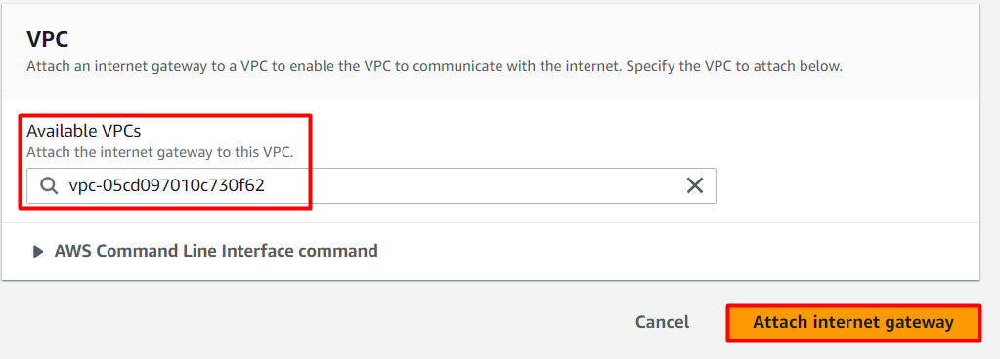 VPC
Attach an internet gateway to a VPC to enable the VPC to communicate with the internet. Specify the VPC to attach below.
Available VPCs
Attach the internet gateway to this VPC.
vpc-05cd097010c730f62
AWS Command Line Interface command
Cancel
Attach internet gateway